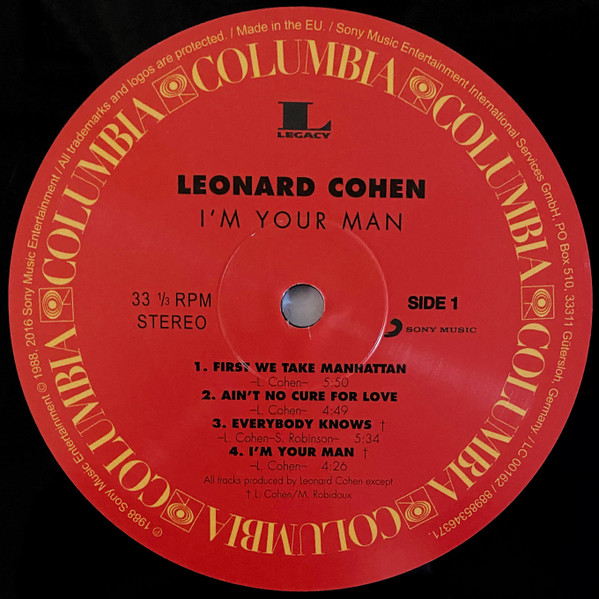 COLUMBIA COLUMBIA COLUMBIA COLUMBIA COLUMBIA COLUMBIA
℗ 1988 Sony Music Entertainment © 1988, 2016 Sony Music Entertainment / All trademarks and logos are protected. / Made in the EU. / Sony Music Entertainment International Services GmbH, PO Box 510, 33311 Gütersloh, Germany. / LC 00162 / 88985346371.
L
LEGACY
LEONARD COHEN
I'M YOUR MAN
33 ⅓ RPM
STEREO
SIDE 1
SONY MUSIC
1. FIRST WE TAKE MANHATTAN
–L. Cohen– 5:50
2. AIN'T NO CURE FOR LOVE
–L. Cohen– 4:49
3. EVERYBODY KNOWS †
–L. Cohen–S. Robinson– 5:34
4. I'M YOUR MAN †
–L. Cohen– 4:26
All tracks produced by Leonard Cohen except
† L. Cohen/M. Robidoux